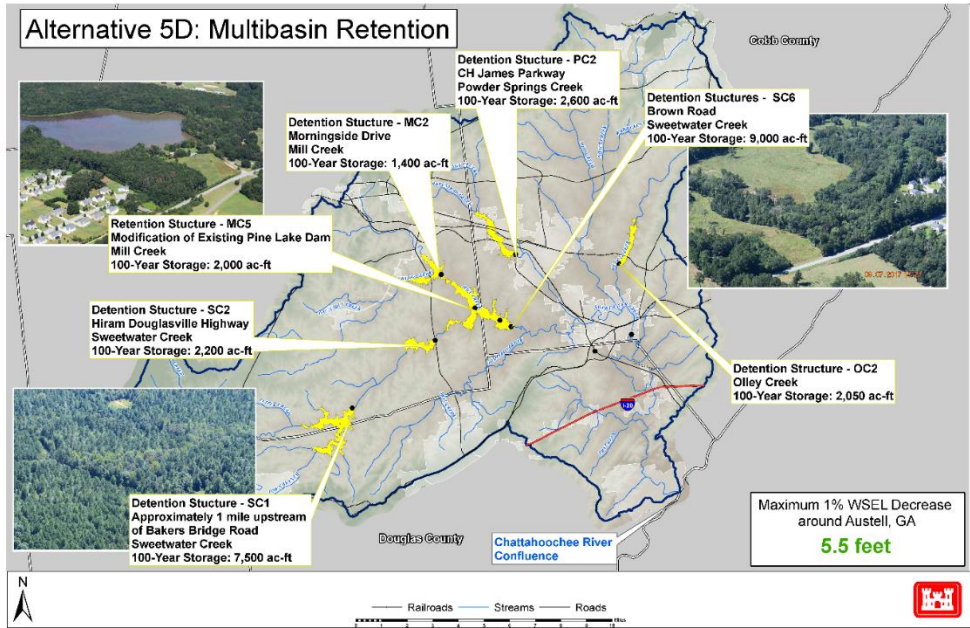 Alternative 5D: Multibasin Retention
Cobb County
Detention Stucture - PC2
CH James Parkway
Powder Springs Creek
100-Year Storage: 2,600 ac-ft
Detention Stuctures - SC6
Brown Road
Sweetwater Creek
100-Year Storage: 9,000 ac-ft
Detention Stucture - MC2
Morningside Drive
Mill Creek
100-Year Storage: 1,400 ac-ft
Retention Stucture - MC5
Modification of Existing Pine Lake Dam
Mill Creek
100-Year Storage: 2,000 ac-ft
Detention Stucture - SC2
Hiram Douglasville Highway
Sweetwater Creek
100-Year Storage: 2,200 ac-ft
Detention Structure - OC2
Olley Creek
100-Year Storage: 2,050 ac-ft
I-20
Detention Stucture - SC1
Approximately 1 mile upstream
of Bakers Bridge Road
Sweetwater Creek
100-Year Storage: 7,500 ac-ft
Douglas County
Chattahoochee River
Confluence
Maximum 1% WSEL Decrease
around Austell, GA
5.5 feet
N
Railroads
Streams
Roads